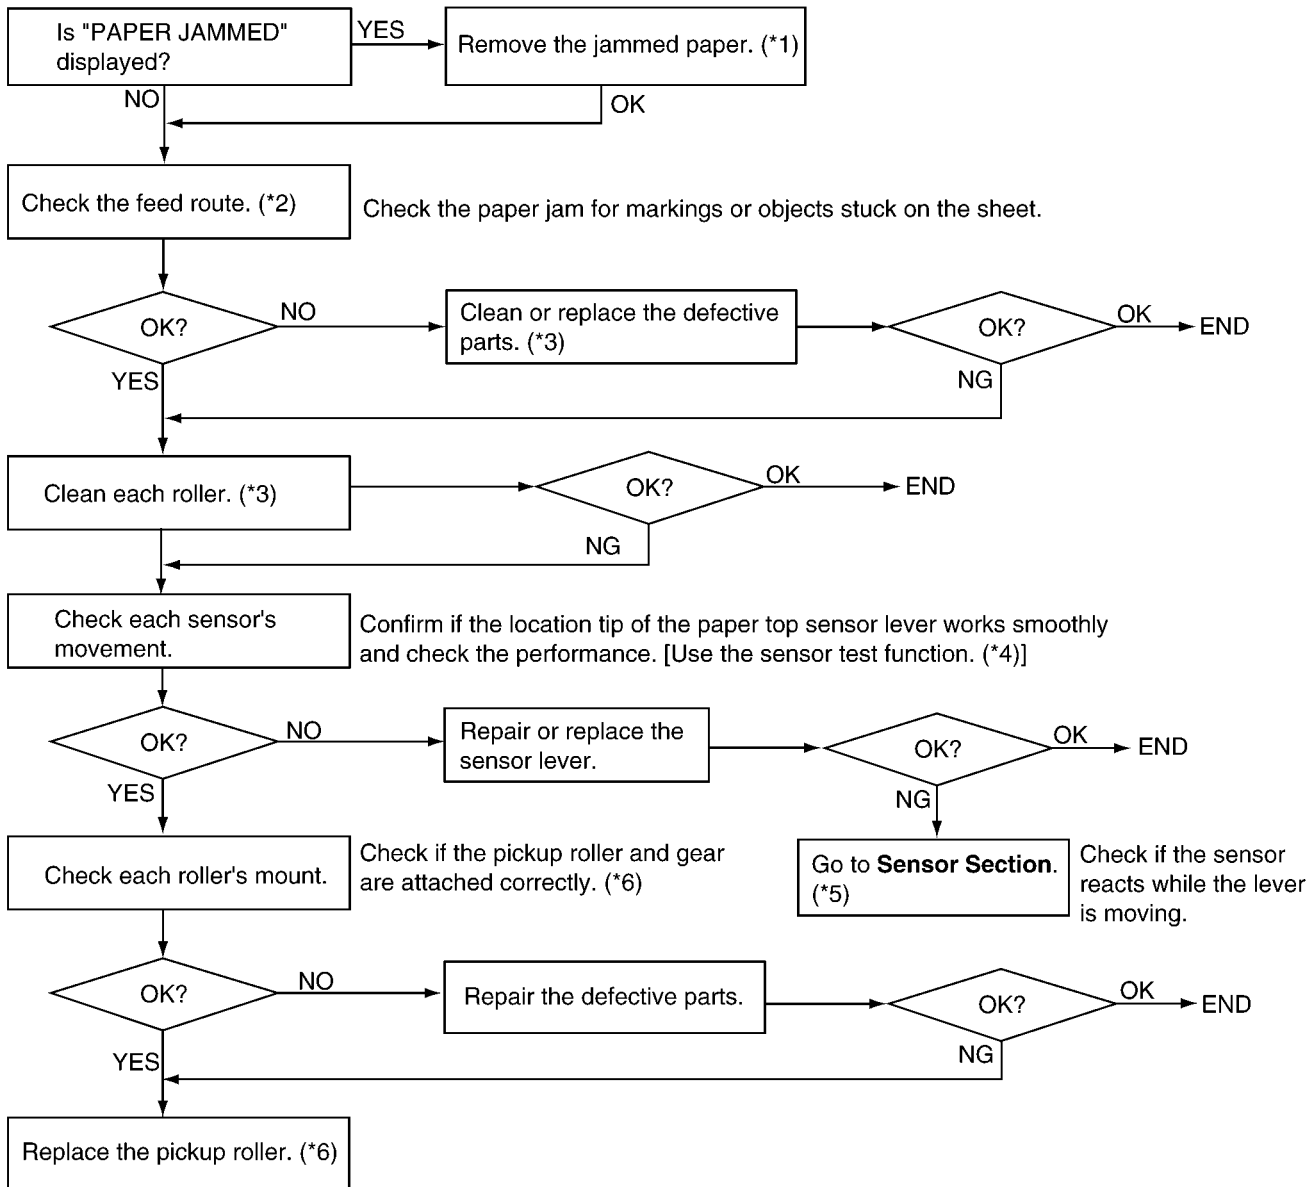 Is "PAPER JAMMED"
displayed?
YES
Remove the jammed paper. (*1)
NO
OK
Check the feed route. (*2)
Check the paper jam for markings or objects stuck on the sheet.
OK?
NO
Clean or replace the defective
parts. (*3)
OK?
OK
END
YES
NG
Clean each roller. (*3)
OK?
OK
END
NG
Check each sensor's
movement.
Confirm if the location tip of the paper top sensor lever works smoothly
and check the performance. [Use the sensor test function. (*4)]
OK?
NO
Repair or replace the
sensor lever.
OK?
OK
END
YES
NG
Check each roller's mount.
Check if the pickup roller and gear
are attached correctly. (*6)
Go to Sensor Section.
(*5)
Check if the sensor
reacts while the lever
is moving.
OK?
NO
Repair the defective parts.
OK?
OK
END
YES
NG
Replace the pickup roller. (*6)